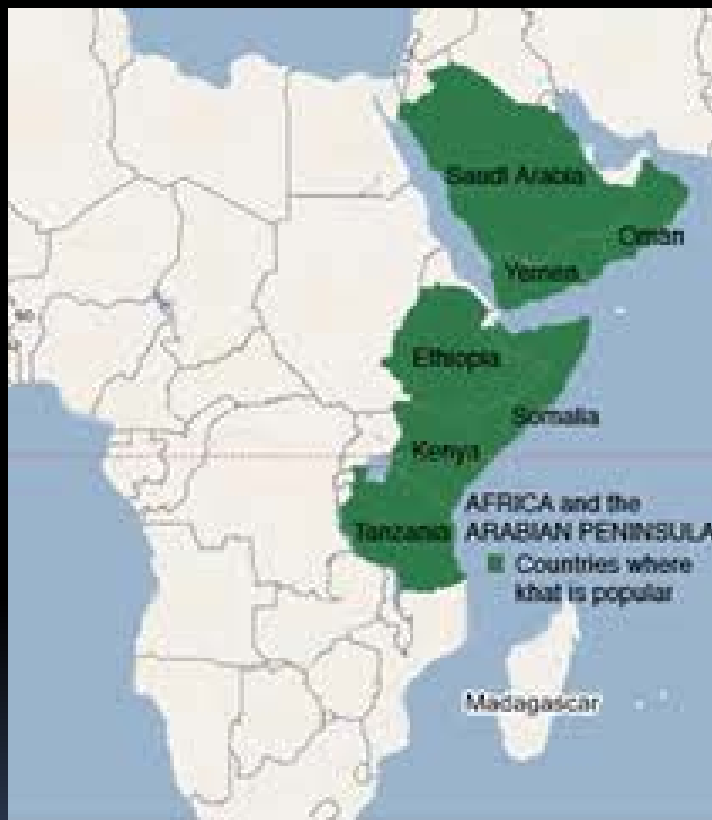 Saudi Arabia
Oman
Yemen
Ethiopia
Somalia
Kenya
AFRICA and the
Tanzania ARABIAN PENINSULA
Countries where
khat is popular
Madagascar